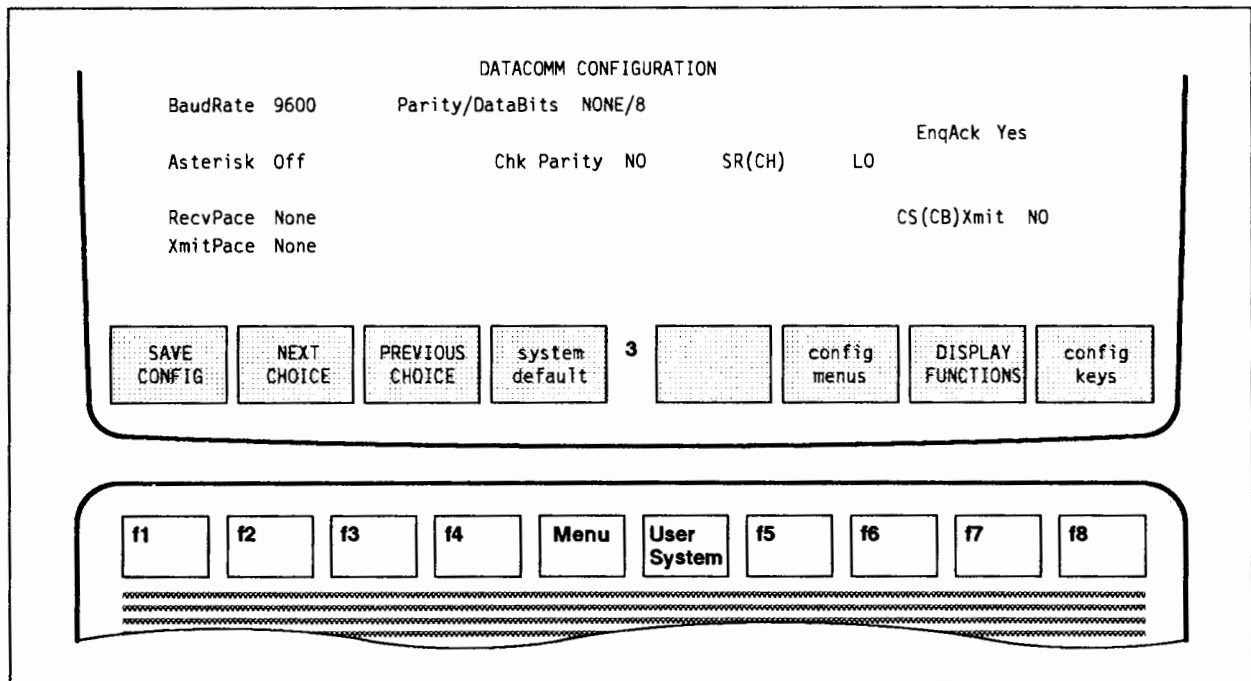 DATACOMM CONFIGURATION
BaudRate 9600 Parity/DataBits NONE/8
EnqAck Yes
Asterisk Off Chk Parity NO SR(CH) LO
RecvPace None CS(CB)Xmit NO
XmitPace None
SAVE CONFIG NEXT CHOICE PREVIOUS CHOICE system default 3 config menus DISPLAY FUNCTIONS config keys
f1 f2 f3 f4 Menu User System f5 f6 f7 f8